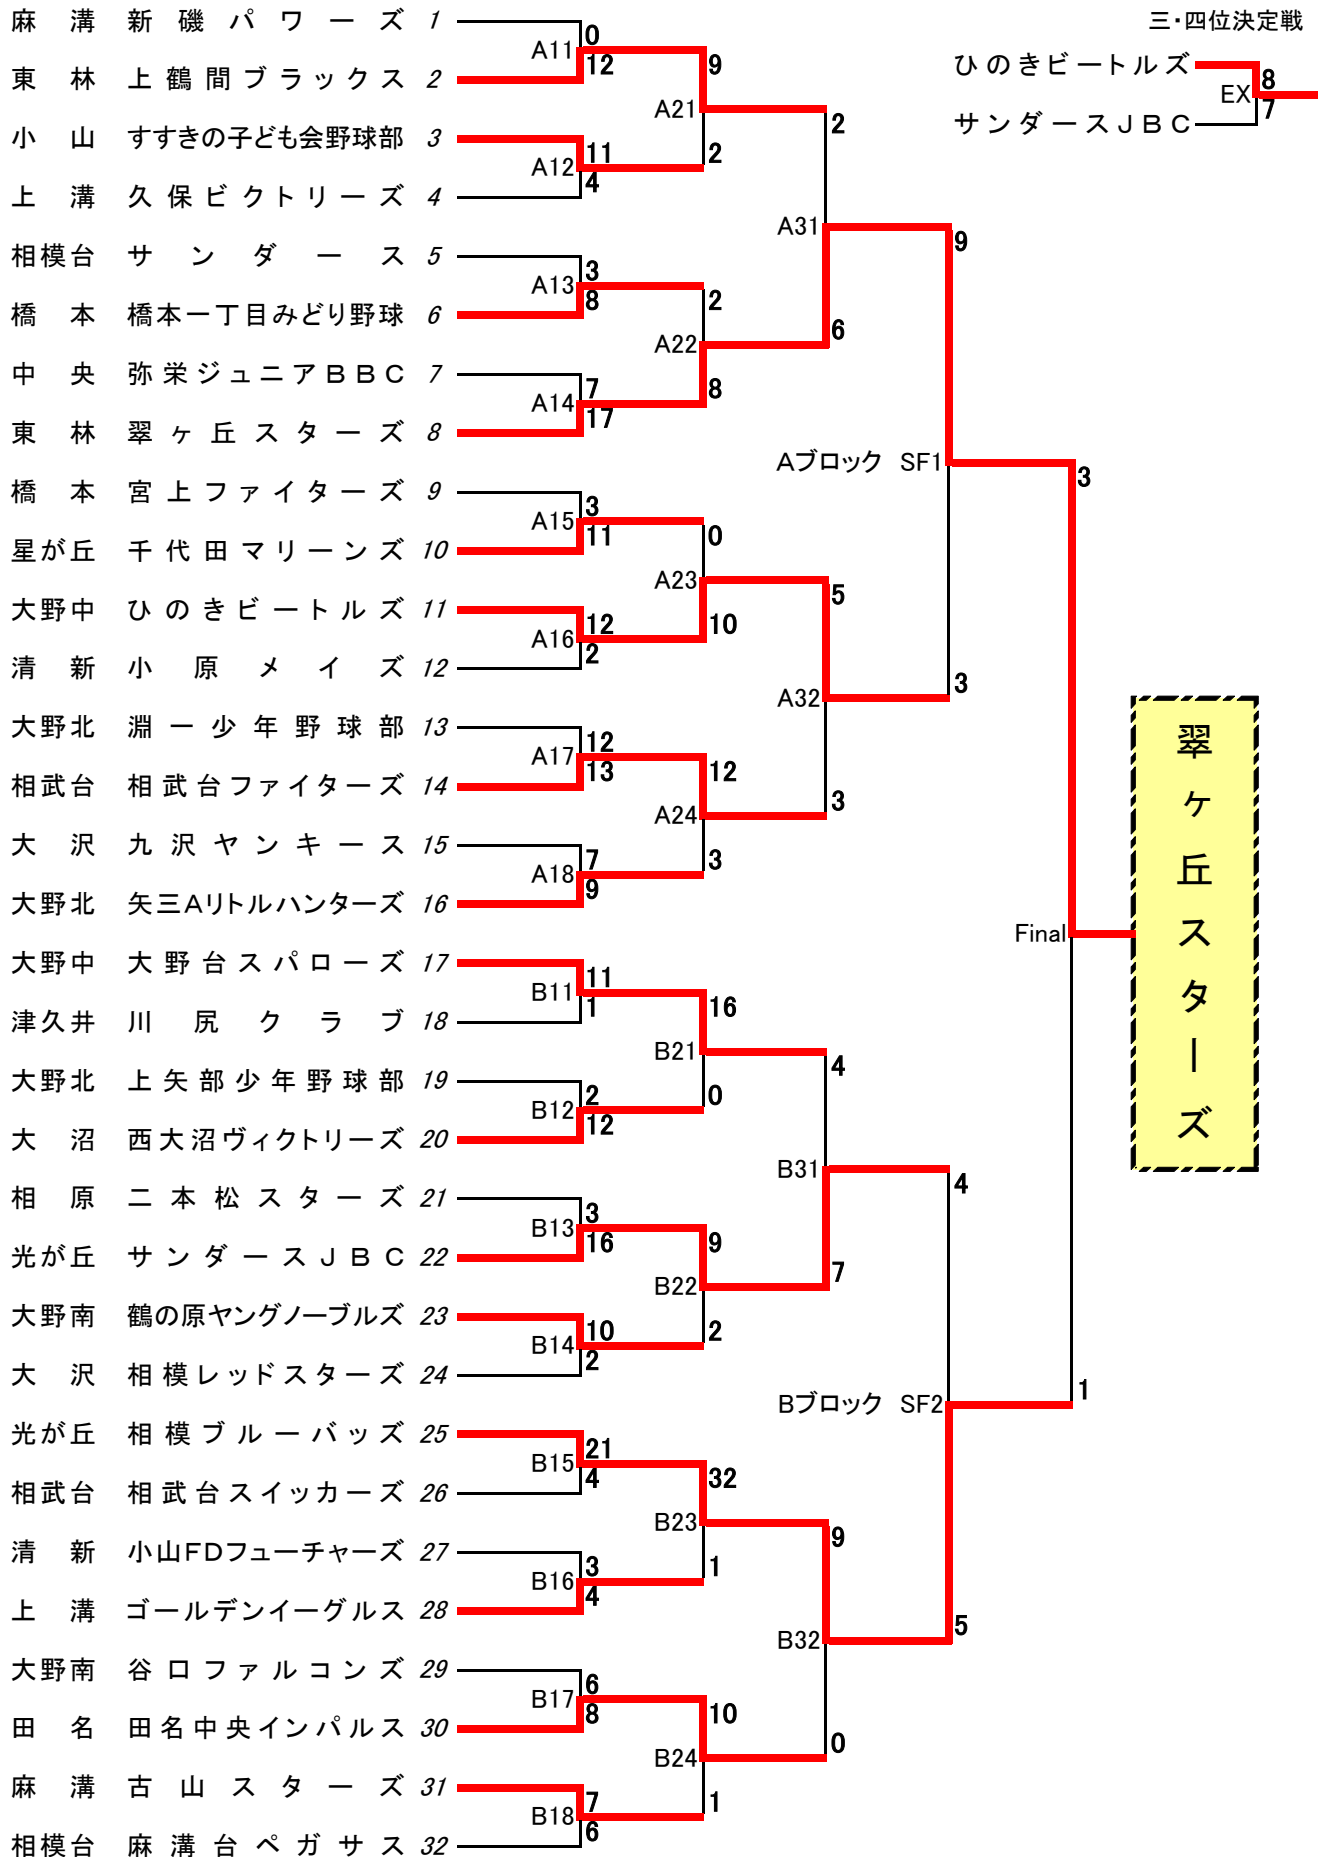 三・四位決定戦
ひのきビートルズ 8
EX
サンダースＪＢＣ 7
麻溝 新磯パワーズ 1
東林 上鶴間ブラックス 2
小山 すすきの子ども会野球部 3
上溝 久保ビクトリーズ 4
相模台 サンダース 5
橋本 橋本一丁目みどり野球 6
中央 弥栄ジュニアＢＢＣ 7
東林 翠ヶ丘スターズ 8
橋本 宮上ファイターズ 9
星が丘 千代田マリーンズ 10
大野中 ひのきビートルズ 11
清新 小原メイズ 12
大野北 淵一少年野球部 13
相武台 相武台ファイターズ 14
大沢 九沢ヤンキース 15
大野北 矢三Aリトルハンターズ 16
大野中 大野台スパローズ 17
津久井 川尻クラブ 18
大野北 上矢部少年野球部 19
大沼 西大沼ヴィクトリーズ 20
相原 二本松スターズ 21
光が丘 サンダースＪＢＣ 22
大野南 鶴の原ヤングノーブルズ 23
大沢 相模レッドスターズ 24
光が丘 相模ブルーバッズ 25
相武台 相武台スイッカーズ 26
清新 小山FDフューチャーズ 27
上溝 ゴールデンイーグルス 28
大野南 谷口ファルコンズ 29
田名 田名中央インパルス 30
麻溝 古山スターズ 31
相模台 麻溝台ペガサス 32
A11 0 12
A12 11 4
A13 3 8
A14 7 17
A15 3 11
A16 12 2
A17 12 13
A18 7 9
B11 11 1
B12 2 12
B13 3 16
B14 10 2
B15 21 4
B16 3 4
B17 6 8
B18 7 6
A21 9 2
A22 2 8
A23 0 10
A24 12 3
B21 16 0
B22 9 2
B23 32 1
B24 10 1
A31 2 6
A32 5 3
B31 4 7
B32 9 0
Aブロック SF1 9 3
Bブロック SF2 4 5
Final 3 1
翠ヶ丘スターズ